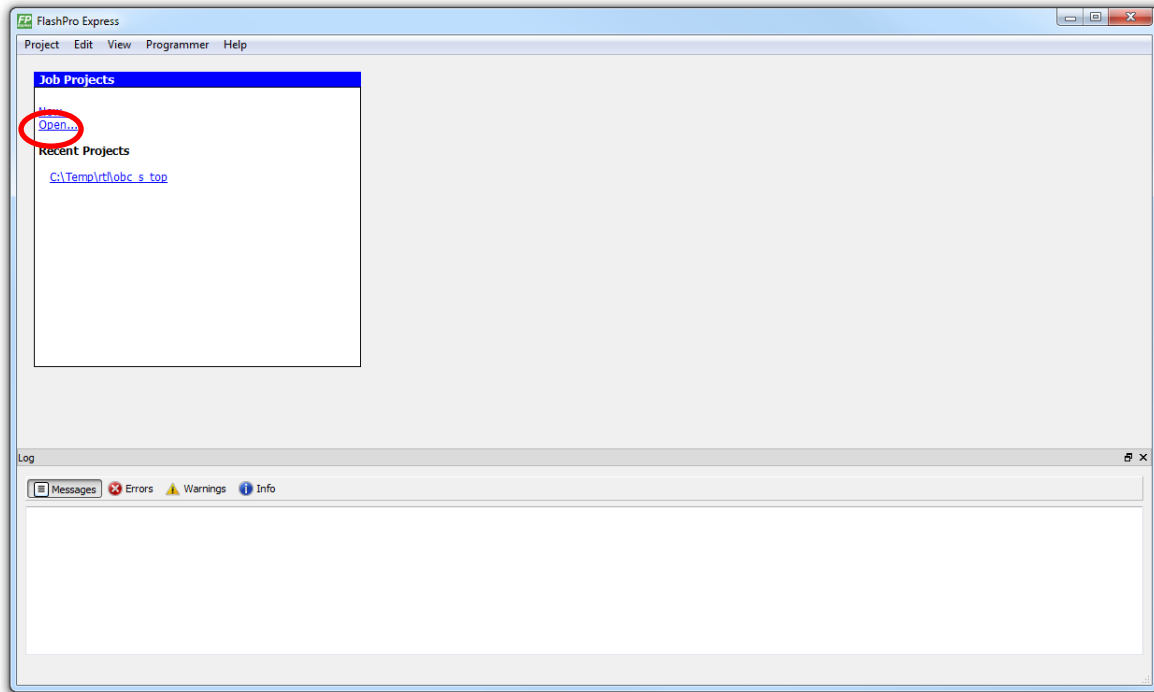 FP FlashPro Express
Project Edit View Programmer Help
Job Projects
New...
Open...
Recent Projects
C:\Temp\rtl\obc_s_top
Log
Messages Errors Warnings Info